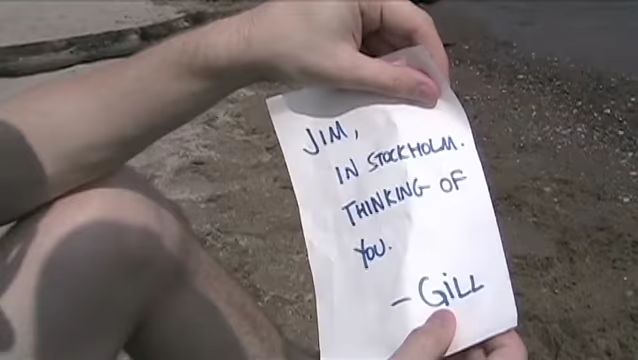 JIM,
IN STOCKHOLM.
THINKING OF
YOU.
- GILL